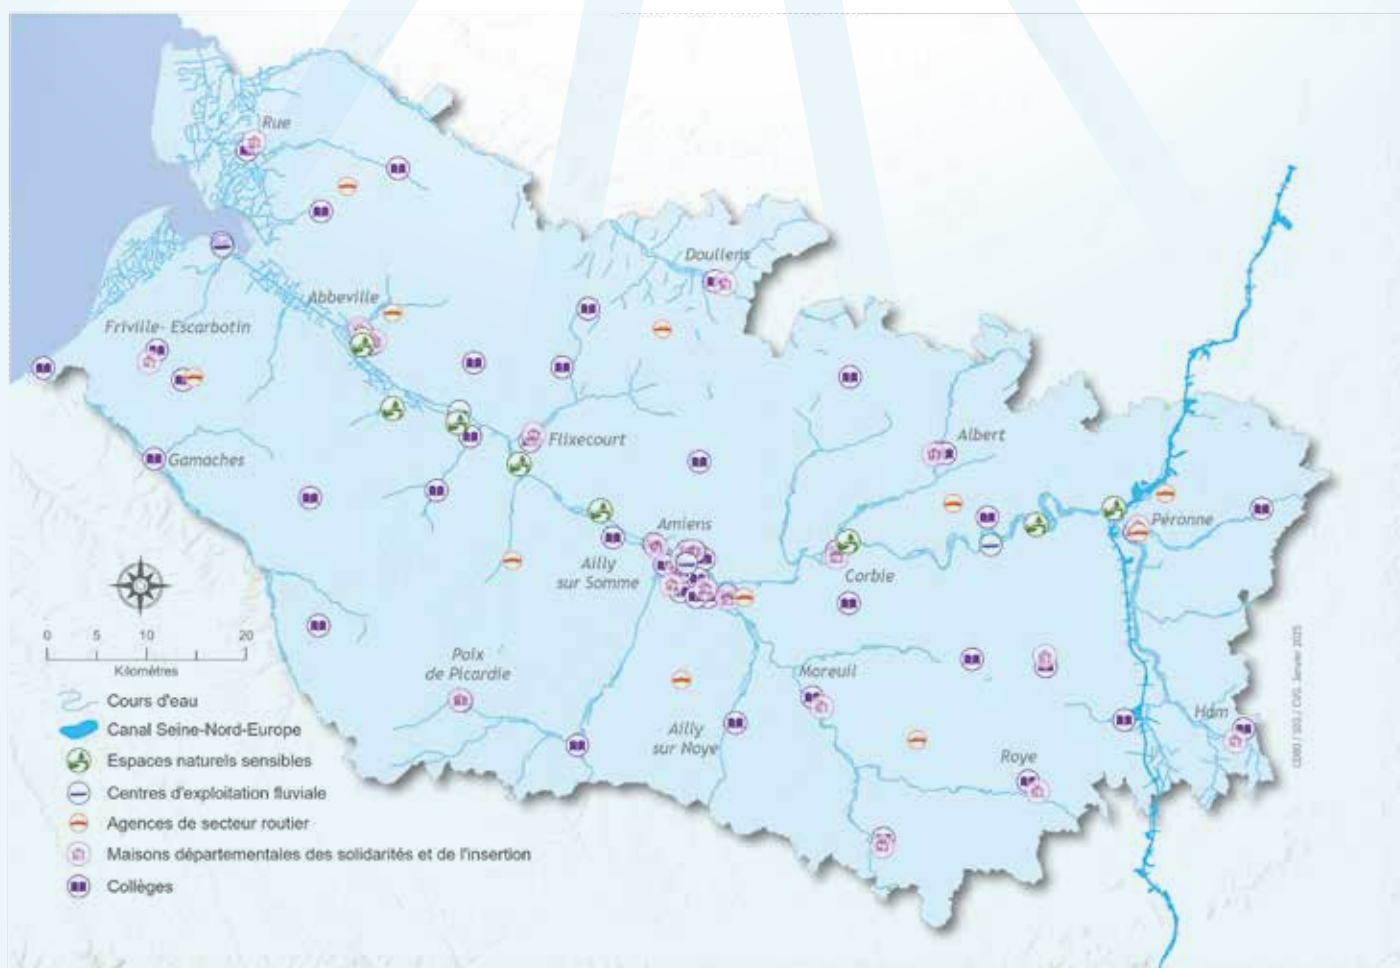 Rue
Doullens
Abbeville
Friville- Escarbotin
Flixecourt
Albert
Gamaches
Péronne
Amiens
Ailly
sur Somme
Corbie
0 5 10 20
Kilomètres
Poix
de Picardie
Moreuil
Ailly
sur Noye
Ham
Roye
Cours d'eau
Canal Seine-Nord-Europe
Espaces naturels sensibles
Centres d'exploitation fluviale
Agences de secteur routier
Maisons départementales des solidarités et de l'insertion
Collèges
Janvier 2025